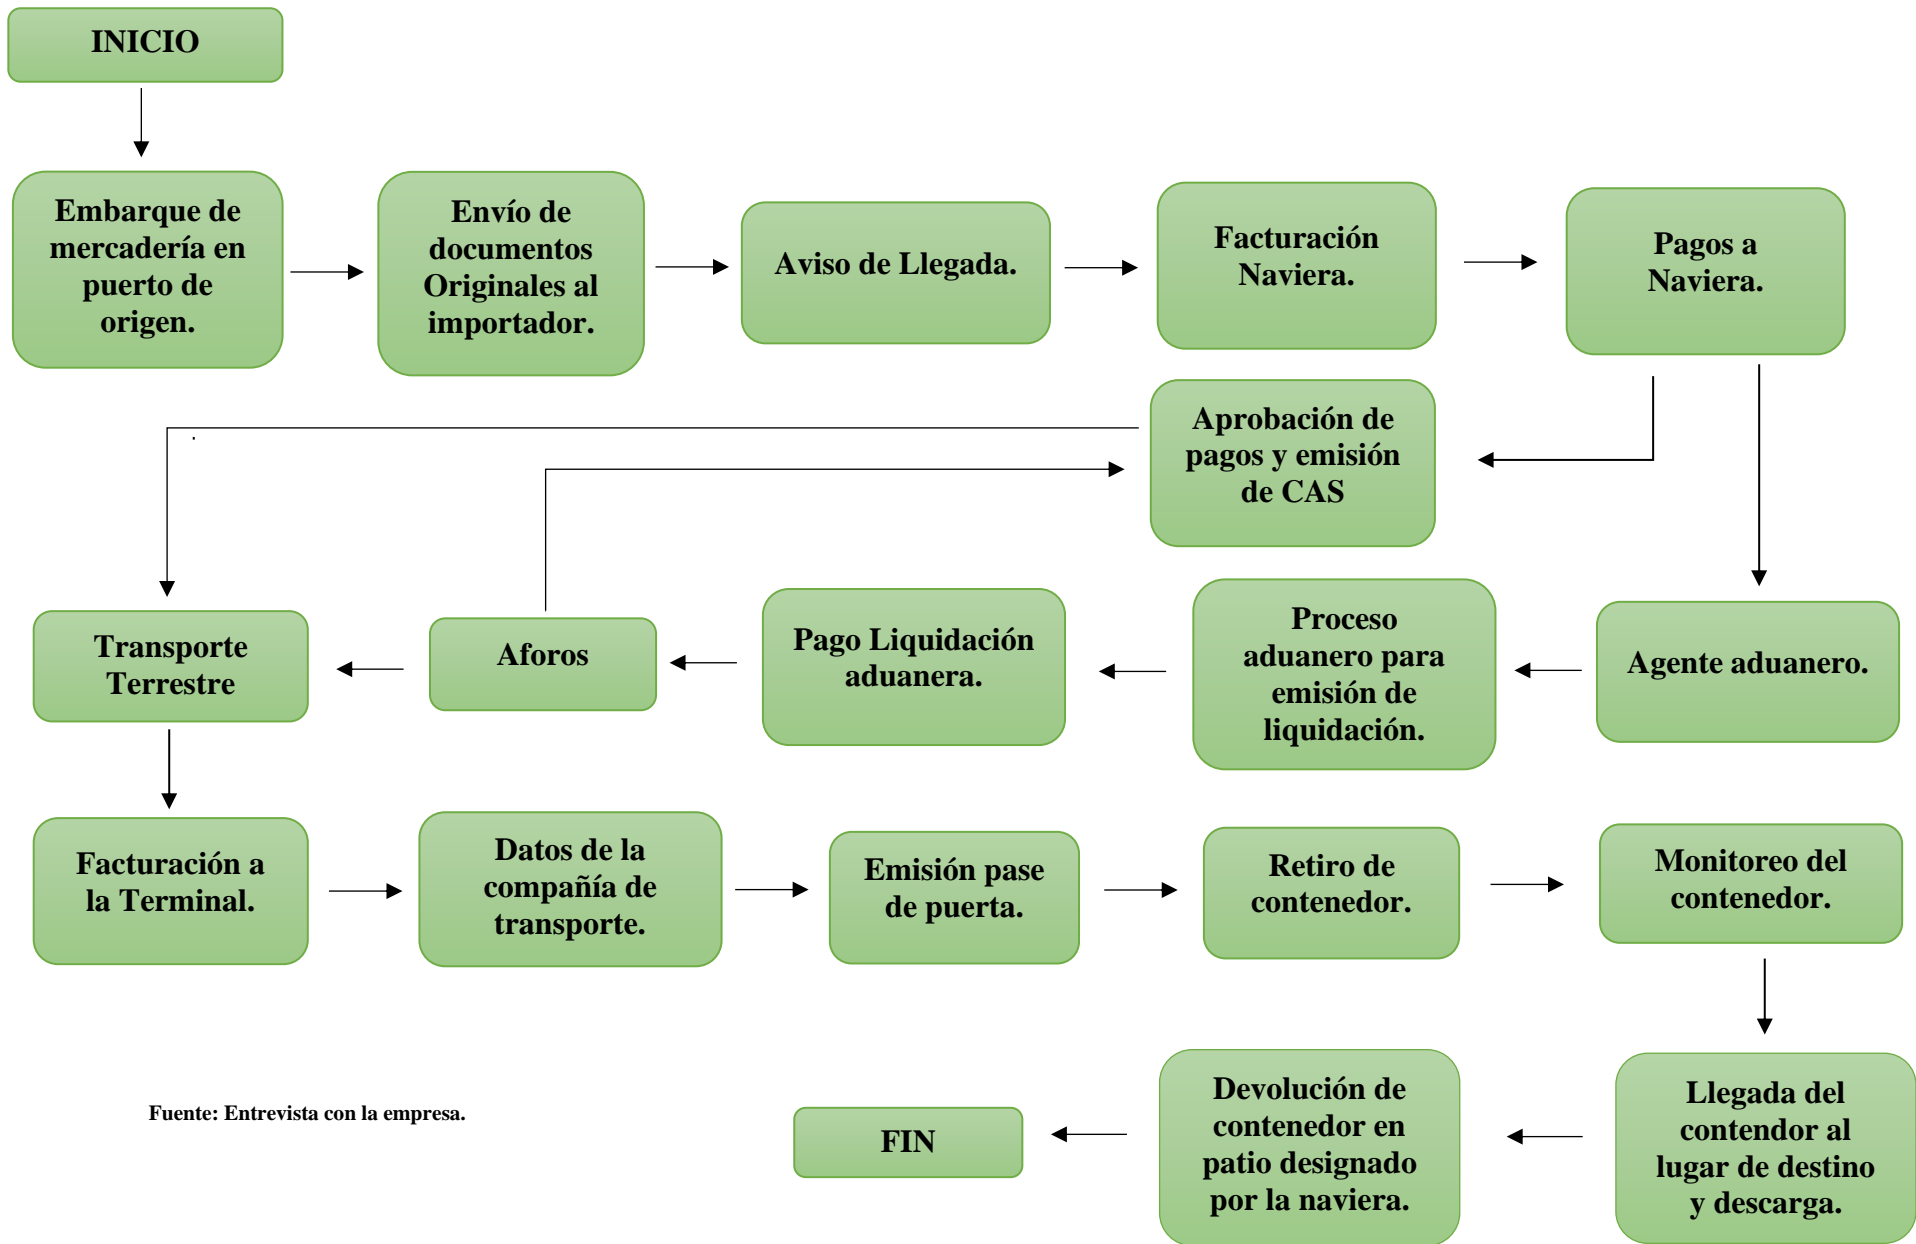 INICIO
Embarque de
mercadería en
puerto de
origen.
Envío de
documentos
Originales al
importador.
Aviso de Llegada.
Facturación
Naviera.
Pagos a
Naviera.
Aprobación de
pagos y emisión
de CAS
Transporte
Terrestre
Aforos
Pago Liquidación
aduanera.
Proceso
aduanero para
emisión de
liquidación.
Agente aduanero.
Facturación a
la Terminal.
Datos de la
compañía de
transporte.
Emisión pase
de puerta.
Retiro de
contenedor.
Monitoreo del
contenedor.
Fuente: Entrevista con la empresa.
FIN
Devolución de
contenedor en
patio designado
por la naviera.
Llegada del
contendor al
lugar de destino
y descarga.